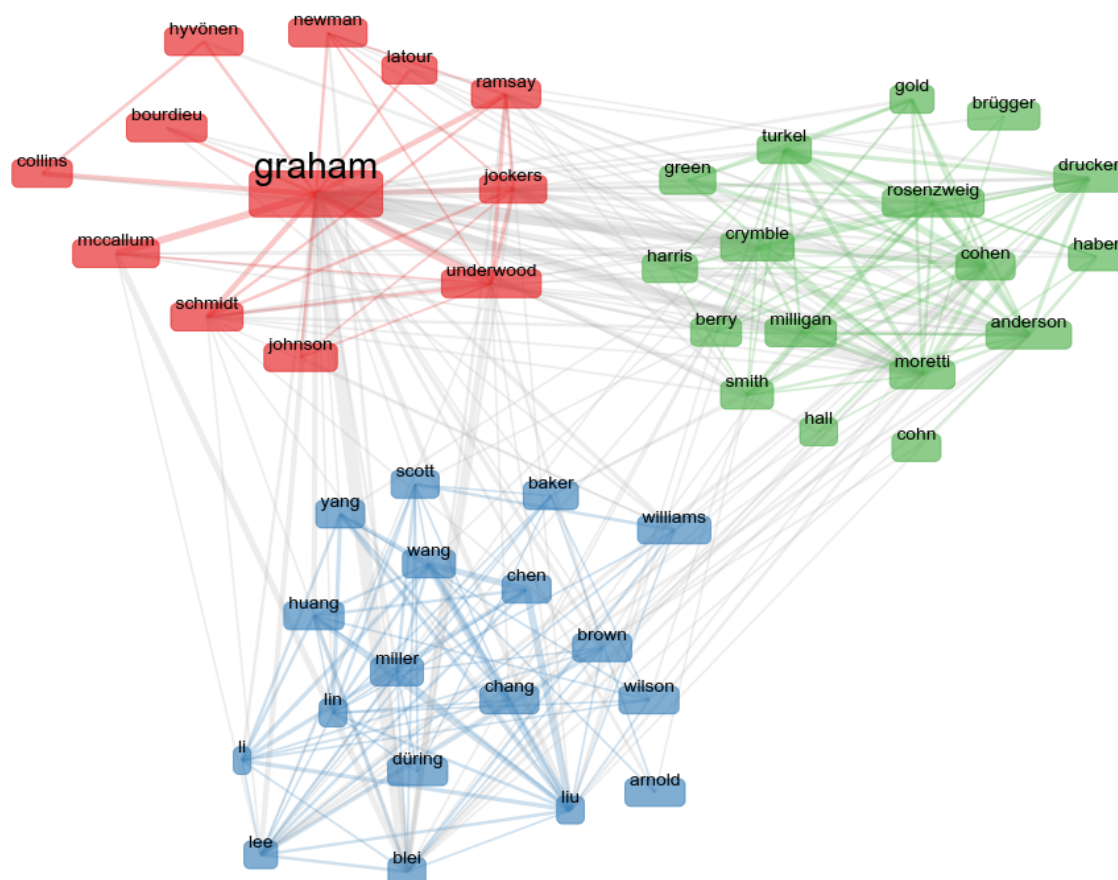 newman
hyvönen
latour
ramsay
gold
brügger
bourdieu
turkel
collins
graham
green
drucker
jockers
rosenzweig
mccallum
crymble
harris
cohen
haber
underwood
schmidt
berry
milligan
anderson
johnson
moretti
smith
hall
cohn
scott
baker
yang
williams
wang
chen
huang
brown
miller
chang
wilson
lin
li
düring
arnold
liu
lee
blei